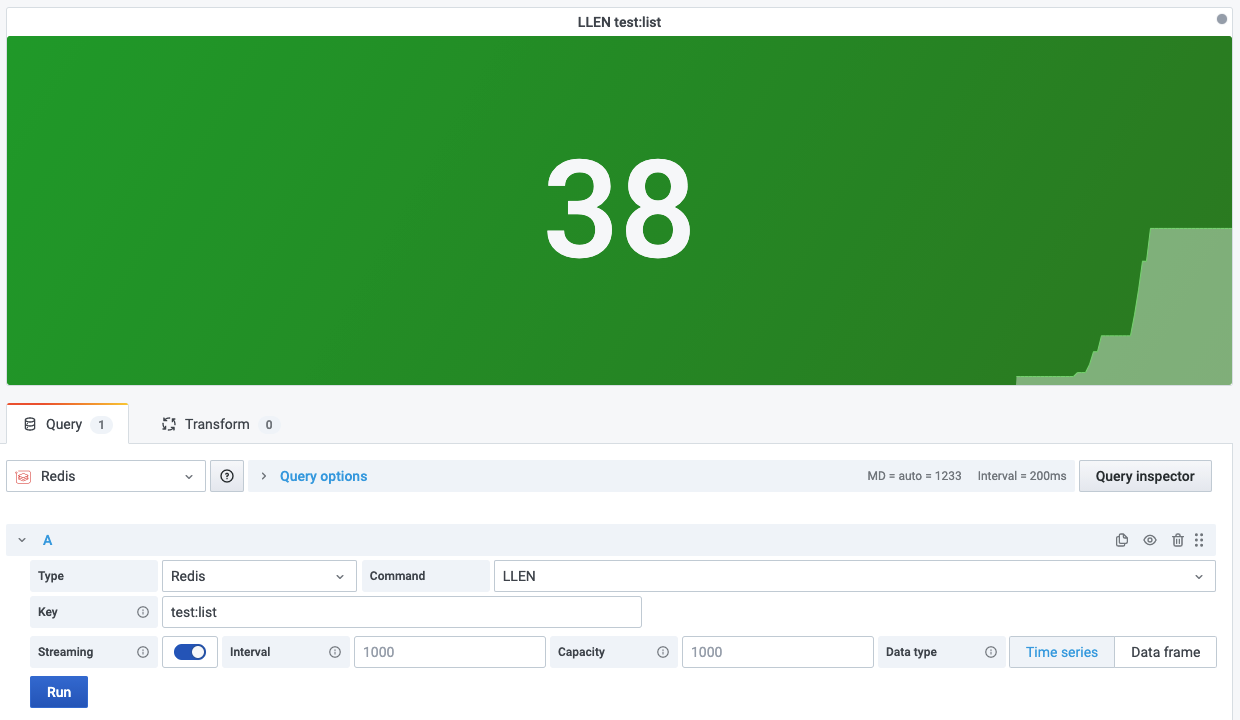 LLEN test:list
38
Query 1 Transform 0
Redis Query options MD = auto = 1233 Interval = 200ms Query inspector
A
Type Redis Command LLEN
Key test:list
Streaming Interval 1000 Capacity 1000 Data type Time series Data frame
Run